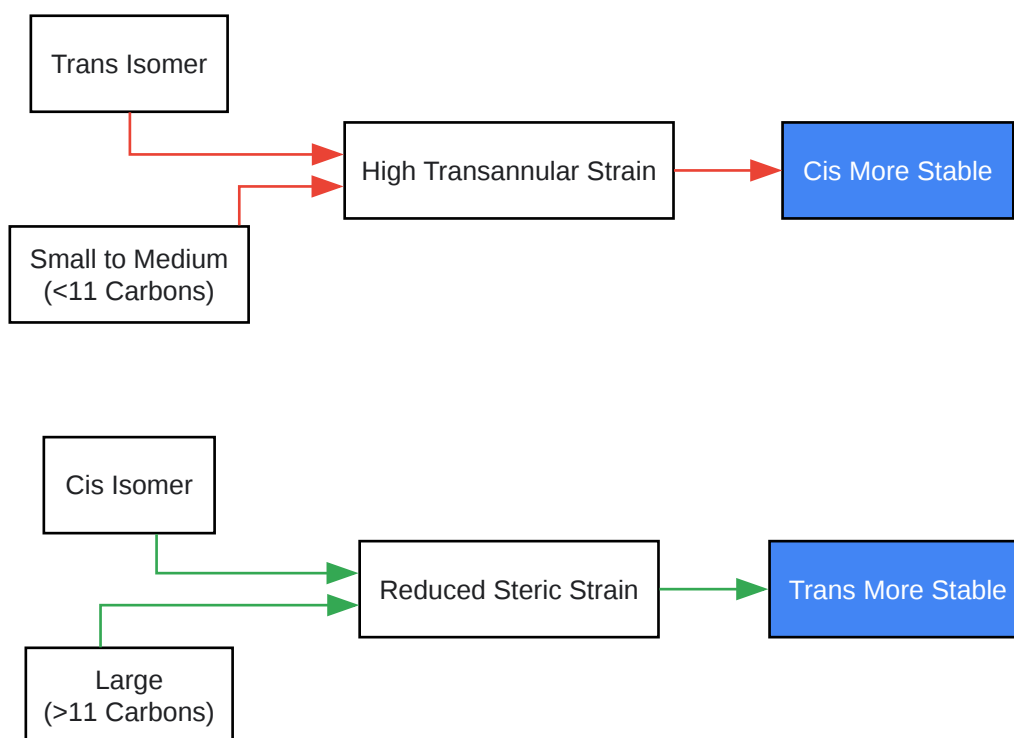 Trans Isomer
High Transannular Strain
Cis More Stable
Small to Medium
(<11 Carbons)
Cis Isomer
Reduced Steric Strain
Trans More Stable
Large
(>11 Carbons)